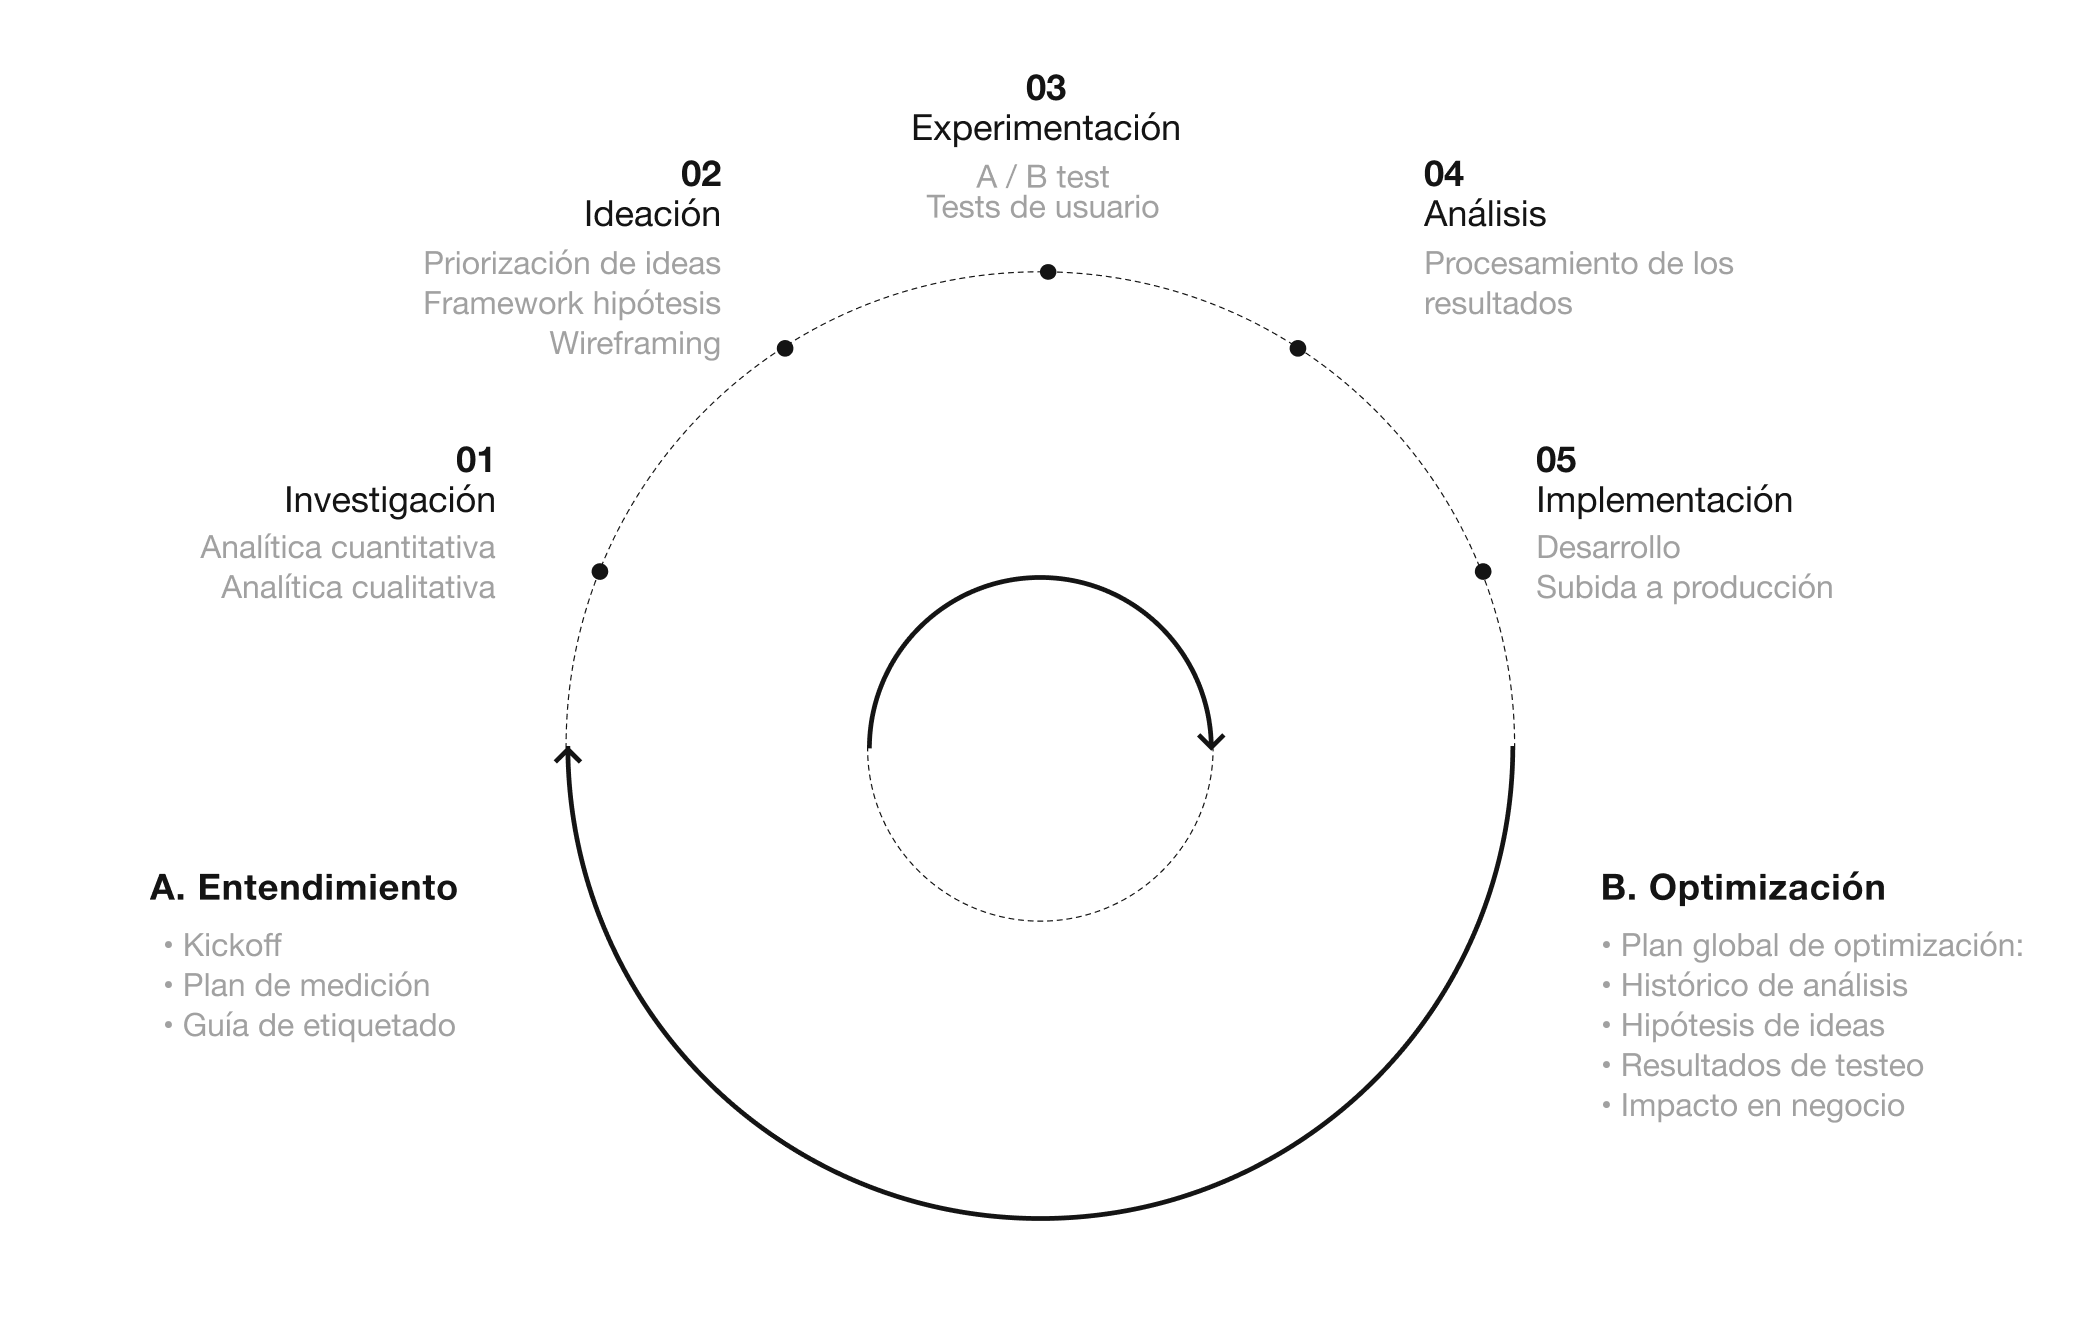 03
Experimentación
A / B test
Tests de usuario
02
Ideación
Priorización de ideas
Framework hipótesis
Wireframing
04
Análisis
Procesamiento de los
resultados
01
Investigación
Analítica cuantitativa
Analítica cualitativa
05
Implementación
Desarrollo
Subida a producción
A. Entendimiento
• Kickoff
• Plan de medición
• Guía de etiquetado
B. Optimización
• Plan global de optimización:
• Histórico de análisis
• Hipótesis de ideas
• Resultados de testeo
• Impacto en negocio